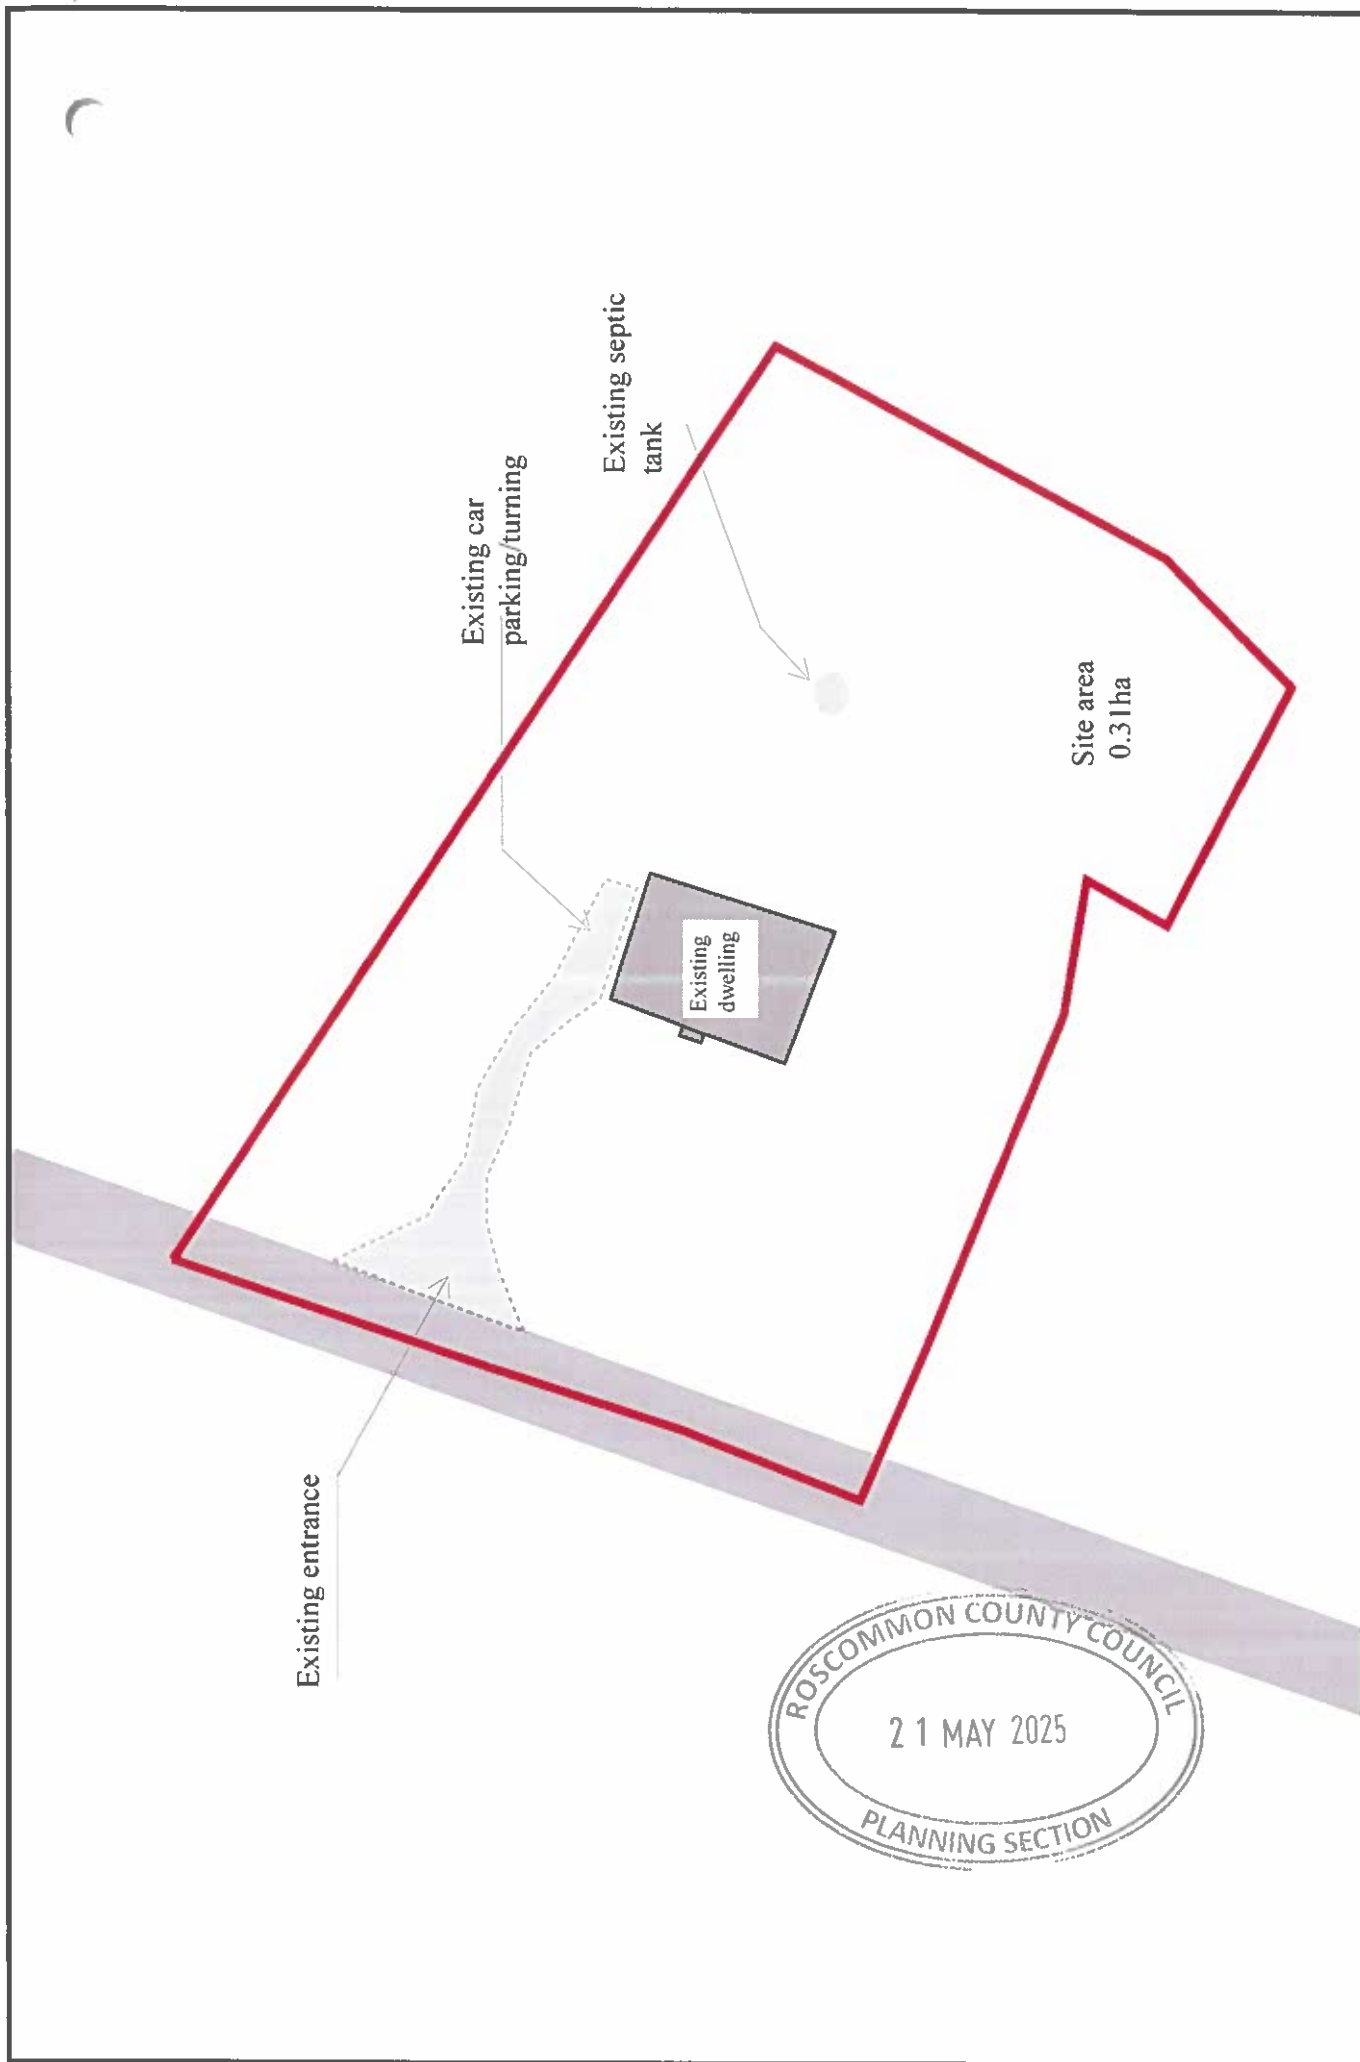 Existing entrance
Existing car
parking/turning
Existing septic
tank
Existing
dwelling
Site area
0.31ha
ROSCOMMON COUNTY COUNCIL
21 MAY 2025
PLANNING SECTION